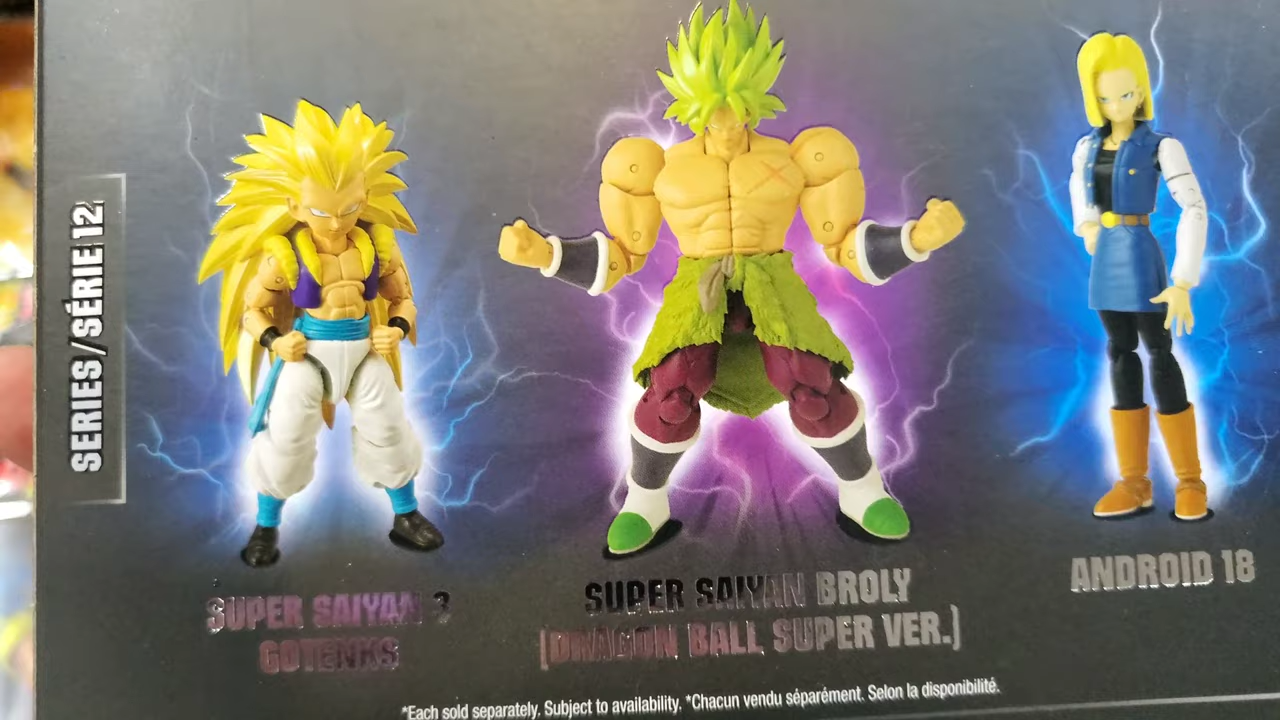 SERIES/SÉRIE 12
SUPER SAIYAN 3
GOTENKS
SUPER SAIYAN BROLY
[DRAGON BALL SUPER VER.]
ANDROID 18
*Each sold separately. Subject to availability. *Chacun vendu séparément. Selon la disponibilité.